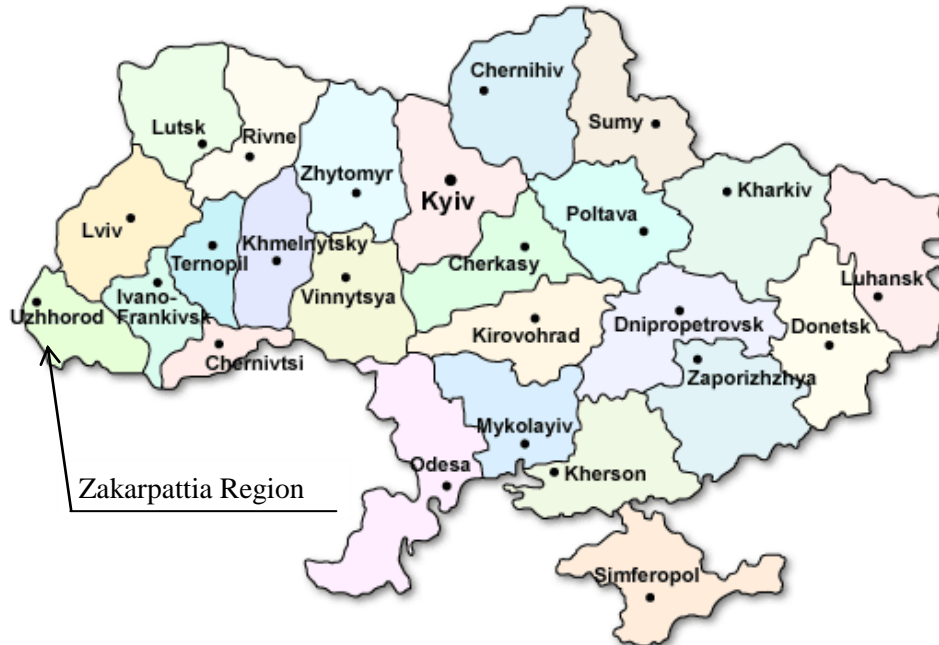 Chernihiv
Sumy
Lutsk
Rivne
Zhytomyr
Kyiv
Kharkiv
Poltava
Lviv
Ternopil
Khmelnytsky
Vinnytsya
Cherkasy
Luhansk
Uzhhorod
Ivano-
Frankivsk
Chernivtsi
Kirovohrad
Dnipropetrovsk
Donetsk
Zaporizhzhya
Mykolayiv
Odesa
Kherson
Zakarpattia Region
Simferopol